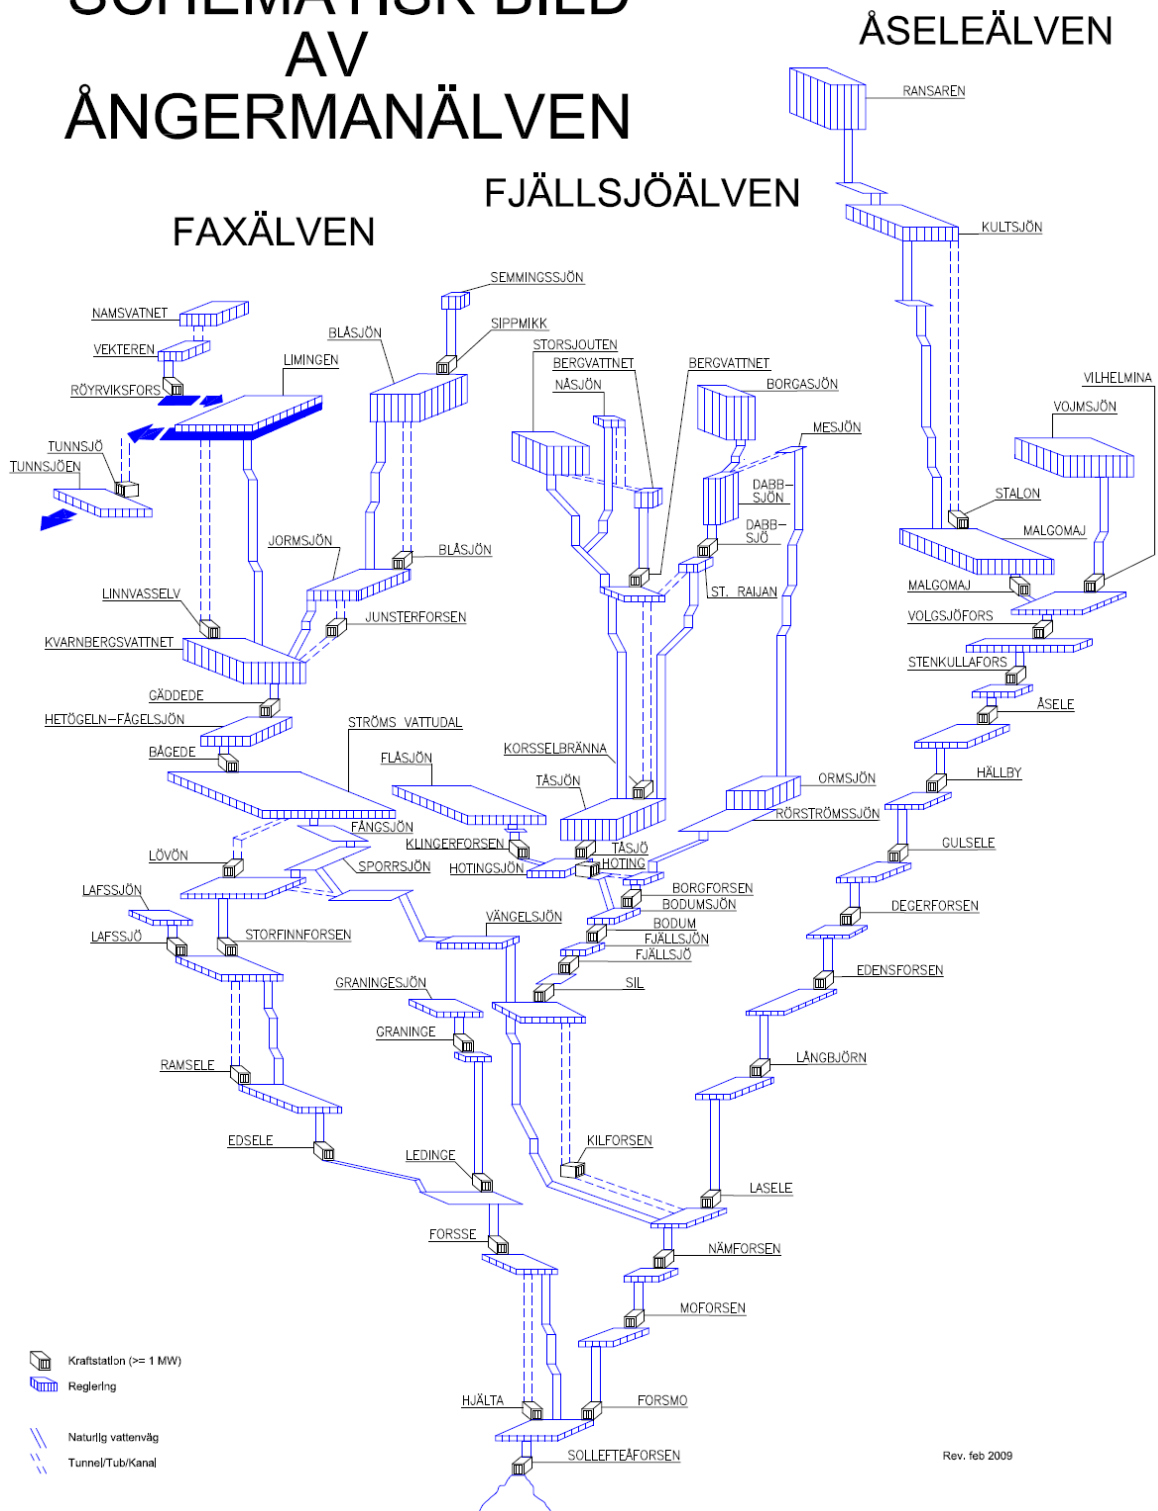 SCHEMATISK BILD
AV
ÅNGERMANÄLVEN
ÅSELEÄLVEN
FJÄLLSJÖÄLVEN
FAXÄLVEN
RANSAREN
KULTSJÖN
SEMMINGSSJÖN
NAMSVATNET
SIPPMIKK
BLÅSJÖN
STORSJOUTEN
VEKTEREN
LIMINGEN
BERGVATTNET
BERGVATTNET
NÅSJÖN
BORGASJÖN
VILHELMINA
RÖYRVIKSFORS
VOJMSJÖN
MESJÖN
TUNNSJÖ
TUNNSJÖEN
DABB-
SJÖN
STALON
DABB-
SJÖ
MALGOMAJ
JORMSJÖN
BLÅSJÖN
ST. RAIJAN
MALGOMAJ
LINNVASSELV
JUNSTERFORSEN
VOLGSJÖFORS
KVARNBERGSVATTNET
STENKULLAFORS
GÄDDEDE
ÅSELE
HETÖGELN-FÅGELSJÖN
STRÖMS VATTUDAL
KORSSELBRÄNNA
BÅGEDE
FLÅSJÖN
TÅSJÖN
ORMSJÖN
HÄLLBY
RÖRSTRÖMSSJÖN
FÅNGSJÖN
KLINGERFORSEN
TÅSJÖ
GULSELE
LÖVÖN
SPORRSJÖN
HOTINGSJÖN
HOTING
LAFSSJÖN
BORGFORSEN
BODUMSJÖN
DEGERFORSEN
VÄNGELSJÖN
BODUM
LAFSSJÖ
STORFINNFORSEN
FJÄLLSJÖN
FJÄLLSJÖ
EDENSFORSEN
GRANINGESJÖN
SIL
GRANINGE
LÅNGBJÖRN
RAMSELE
EDSELE
KILFORSEN
LEDINGE
LASELE
FORSSE
NÄMFORSEN
MOFORSEN
Kraftstation (>= 1 MW)
Reglering
HJÄLTA
FORSMO
Naturlig vattenväg
Tunnel/Tub/Kanal
SOLLEFTEÅFORSEN
Rev. feb 2009